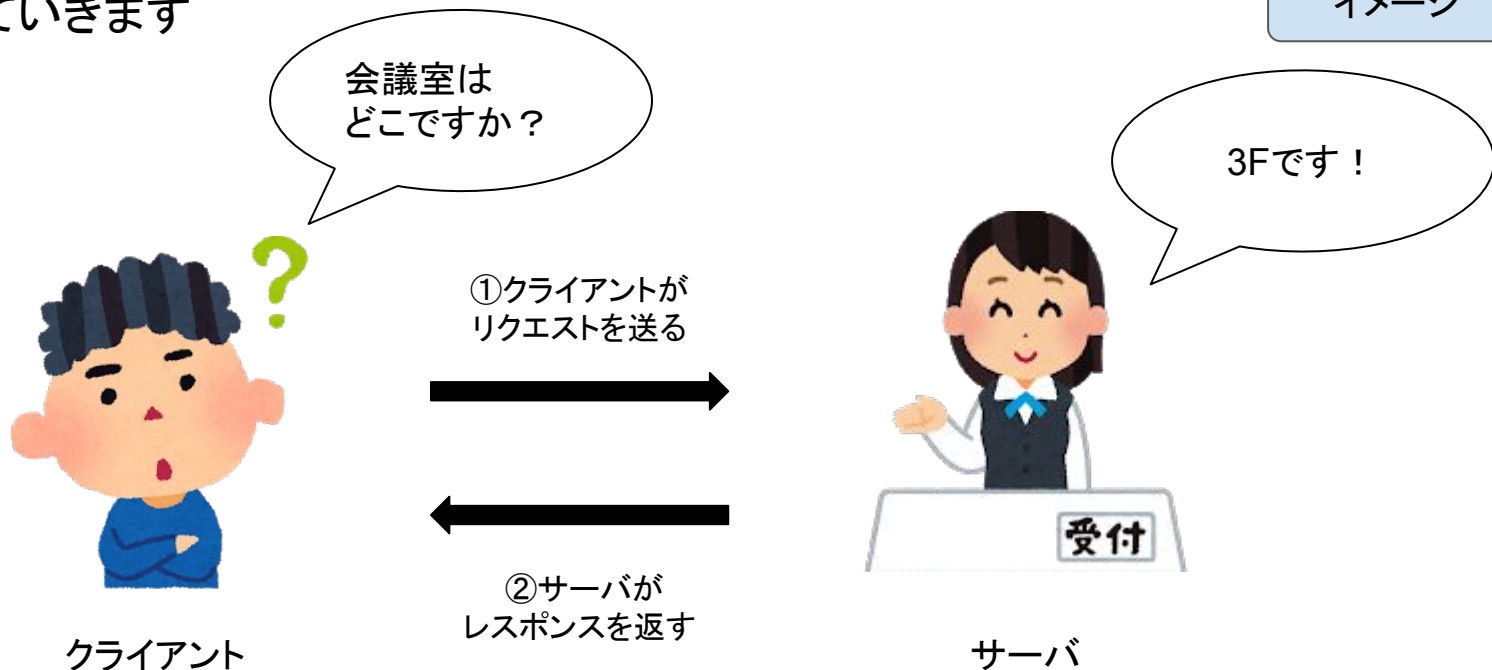 ていきます
イメージ
会議室は
どこですか？
3Fです！
①クライアントが
リクエストを送る
受付
②サーバが
レスポンスを返す
クライアント
サーバ